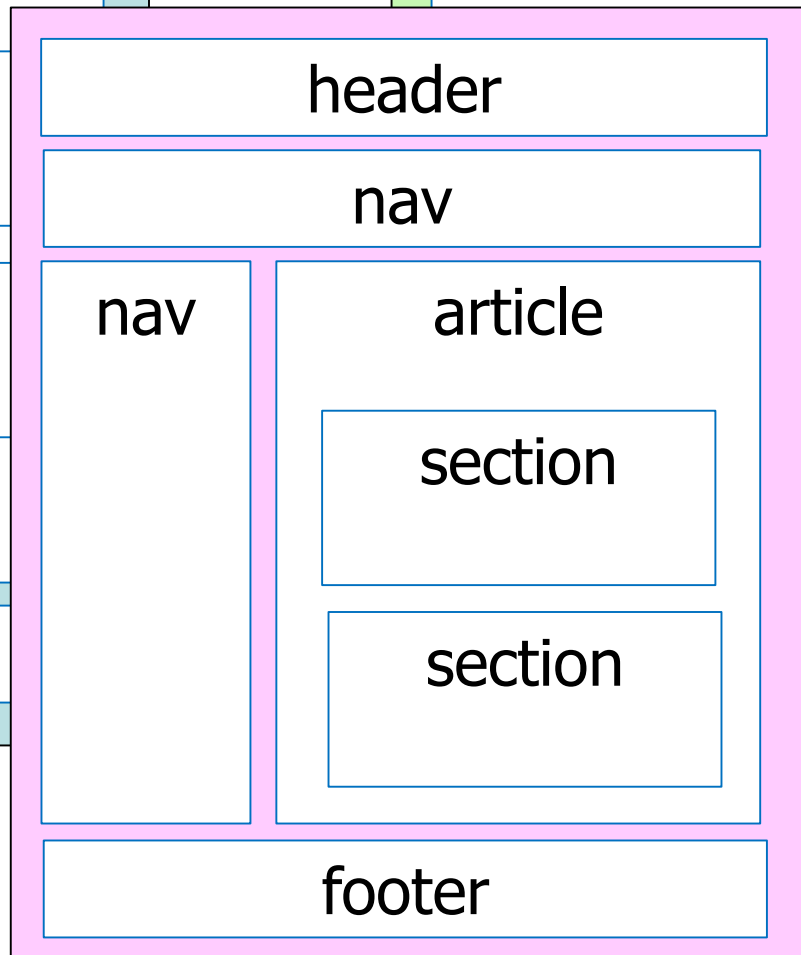 header
nav
nav
article
section
section
footer